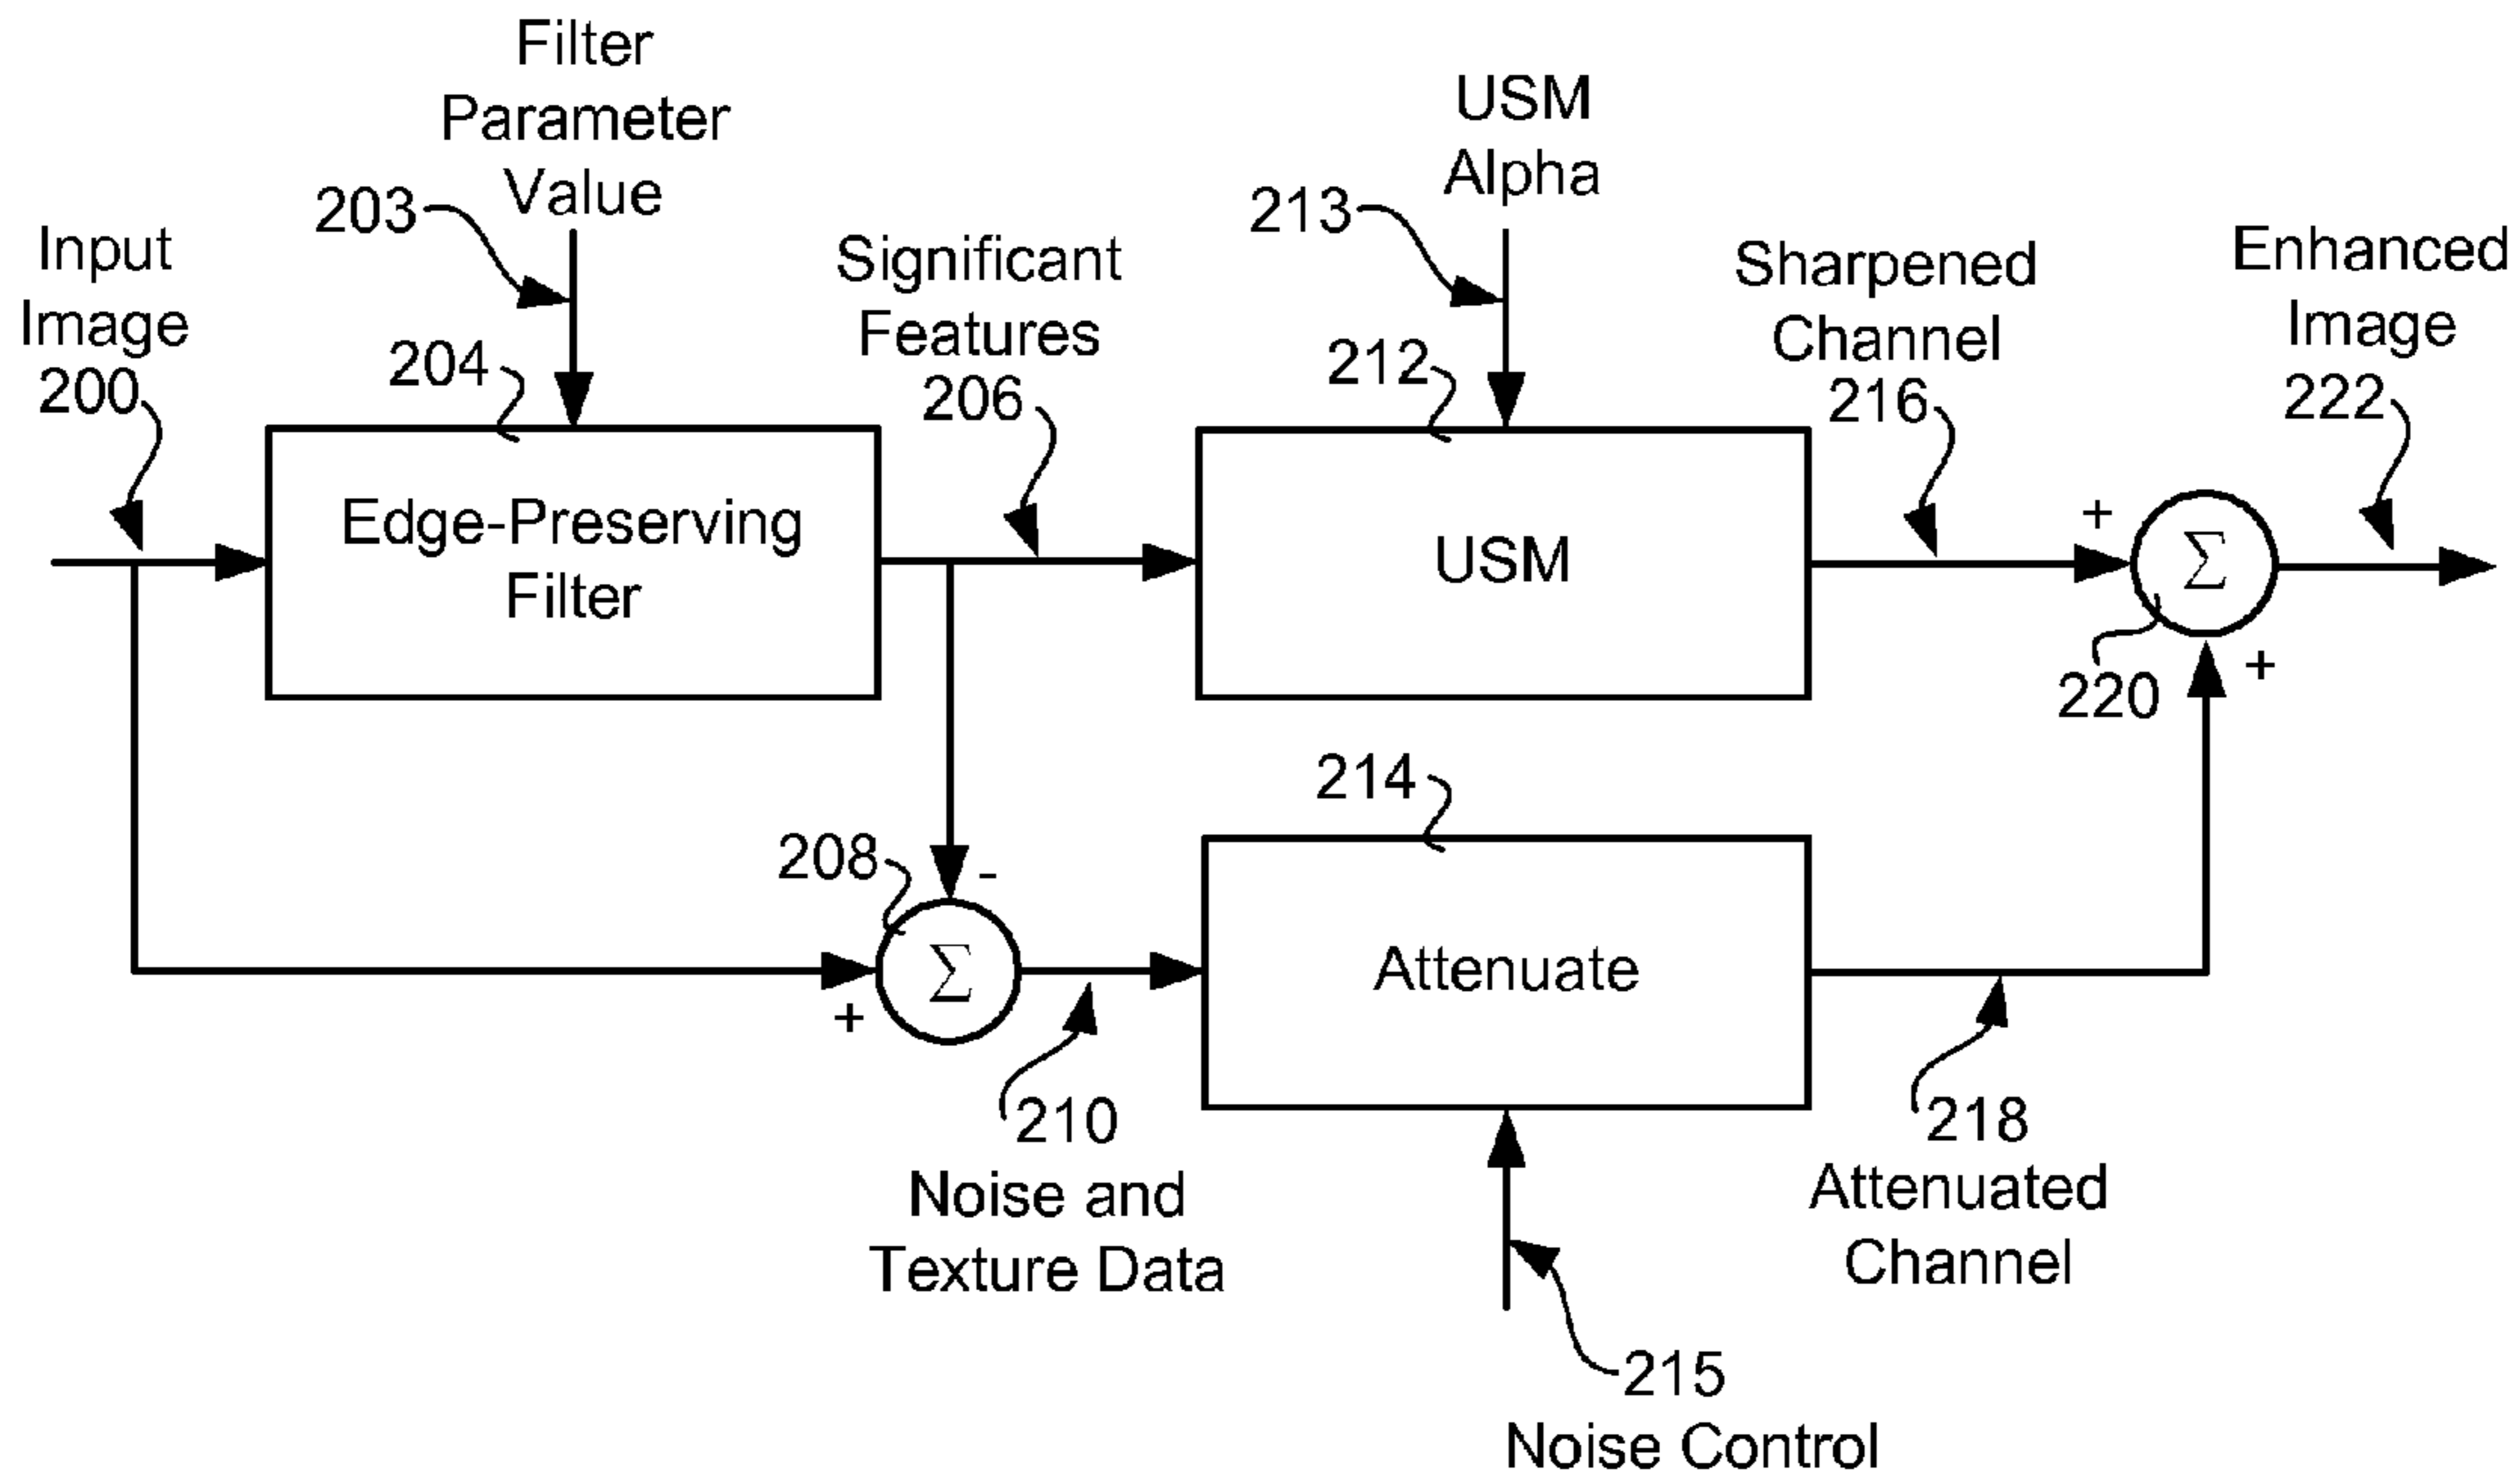 Filter
Parameter
Value
203
USM
Alpha
213
Input
Image
200
204
Significant
Features
206
212
Sharpened
Channel
216
Enhanced
Image
222
Edge-Preserving
Filter
USM
+
Σ
+
220
214
208
-
Σ
+
Attenuate
210
Noise and
Texture Data
218
Attenuated
Channel
215
Noise Control